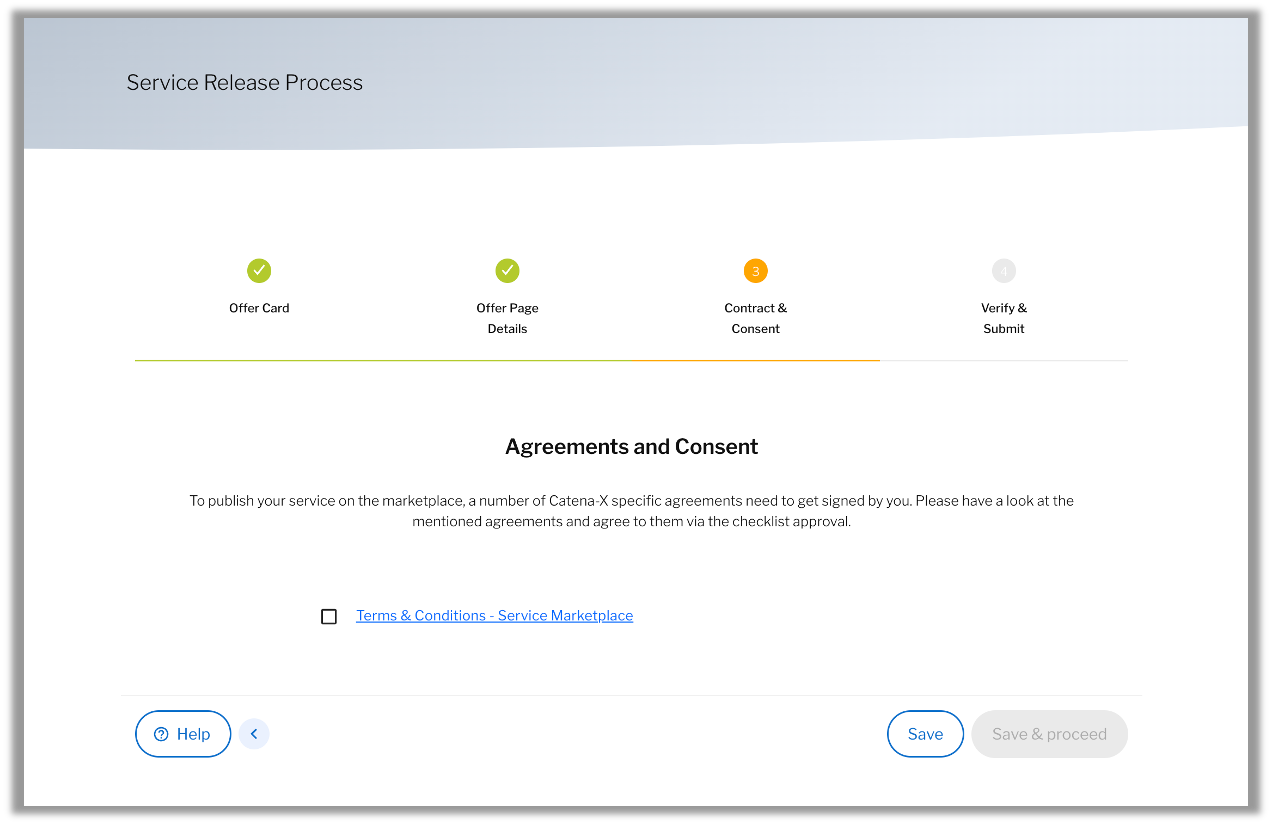 Service Release Process
3
4
Offer Card
Offer Page
Details
Contract &
Consent
Verify &
Submit
Agreements and Consent
To publish your service on the marketplace, a number of Catena-X specific agreements need to get signed by you. Please have a look at the
mentioned agreements and agree to them via the checklist approval.
Terms & Conditions - Service Marketplace
Help
Save
Save & proceed